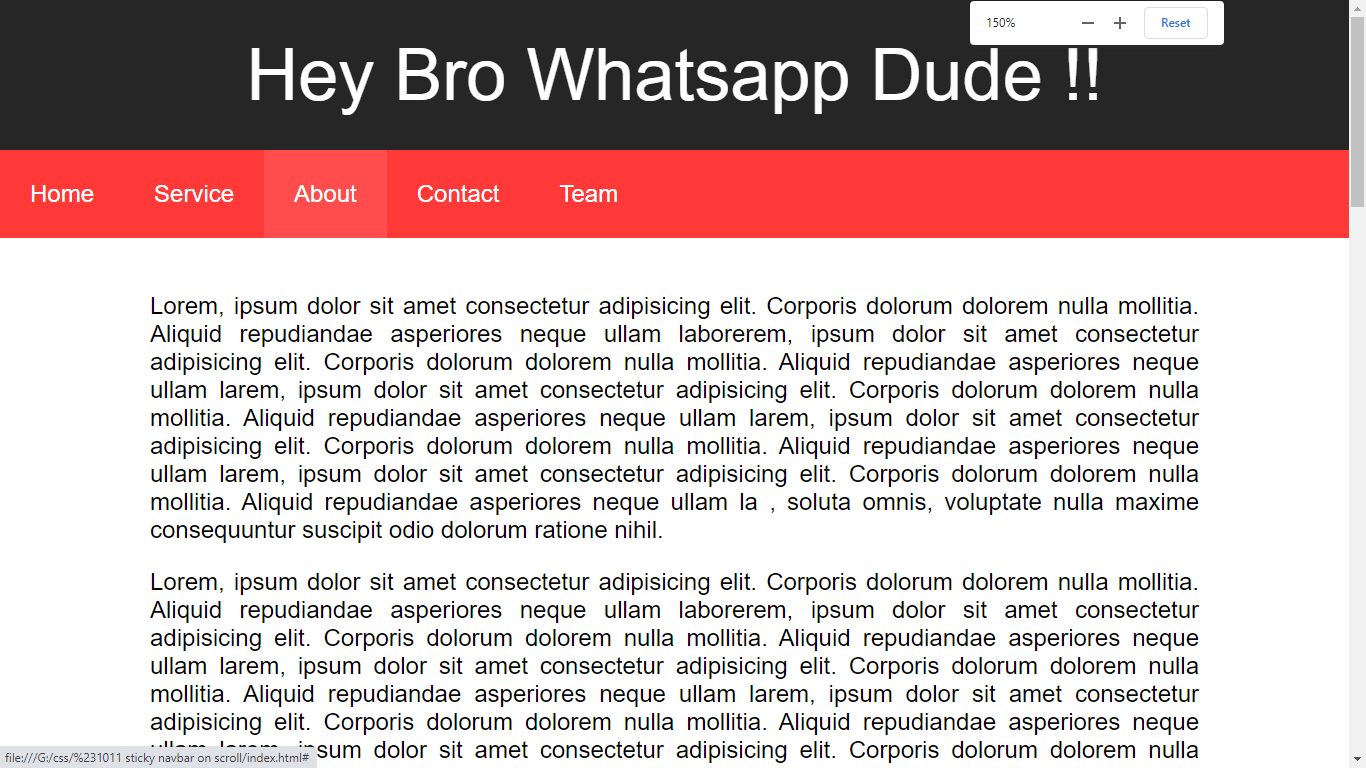 150%
Reset
Hey Bro Whatsapp Dude !!
Home Service About Contact Team
Lorem, ipsum dolor sit amet consectetur adipisicing elit. Corporis dolorum dolorem nulla mollitia.
Aliquid repudiandae asperiores neque ullam laborerem, ipsum dolor sit amet consectetur
adipisicing elit. Corporis dolorum dolorem nulla mollitia. Aliquid repudiandae asperiores neque
ullam larem, ipsum dolor sit amet consectetur adipisicing elit. Corporis dolorum dolorem nulla
mollitia. Aliquid repudiandae asperiores neque ullam larem, ipsum dolor sit amet consectetur
adipisicing elit. Corporis dolorum dolorem nulla mollitia. Aliquid repudiandae asperiores neque
ullam larem, ipsum dolor sit amet consectetur adipisicing elit. Corporis dolorum dolorem nulla
mollitia. Aliquid repudiandae asperiores neque ullam la , soluta omnis, voluptate nulla maxime
consequuntur suscipit odio dolorum ratione nihil.
Lorem, ipsum dolor sit amet consectetur adipisicing elit. Corporis dolorum dolorem nulla mollitia.
Aliquid repudiandae asperiores neque ullam laborerem, ipsum dolor sit amet consectetur
adipisicing elit. Corporis dolorum dolorem nulla mollitia. Aliquid repudiandae asperiores neque
ullam larem, ipsum dolor sit amet consectetur adipisicing elit. Corporis dolorum dolorem nulla
mollitia. Aliquid repudiandae asperiores neque ullam larem, ipsum dolor sit amet consectetur
adipisicing elit. Corporis dolorum dolorem nulla mollitia. Aliquid repudiandae asperiores neque
ullam larem, ipsum dolor sit amet consectetur adipisicing elit. Corporis dolorum dolorem nulla
file:///G:/css/%231011 sticky navbar on scroll/index.html#